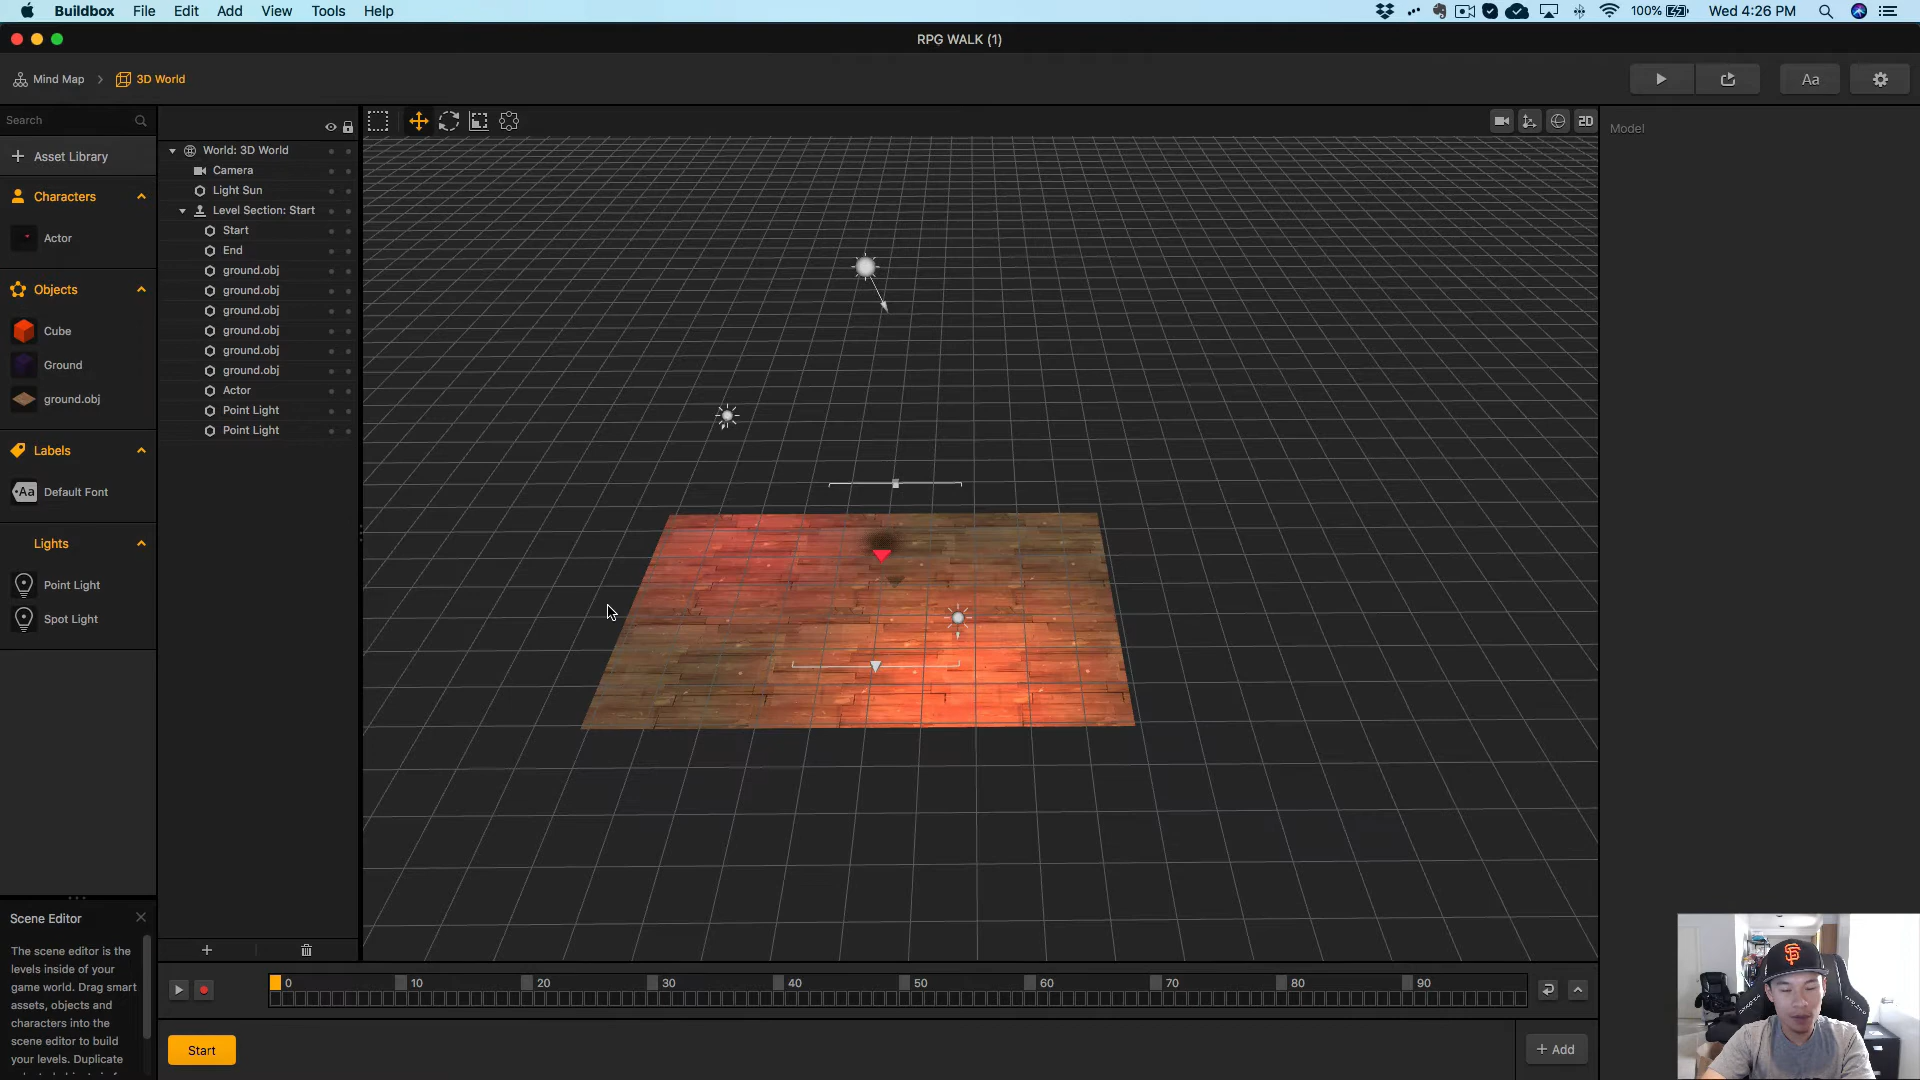 Buildbox File Edit Add View Tools Help
100% Wed 4:26 PM
RPG WALK (1)
Mind Map 3D World
Aa
Search
Asset Library
Characters
Actor
Objects
Cube
Ground
ground.obj
Labels
Aa Default Font
Lights
Point Light
Spot Light
World: 3D World
Camera
Light Sun
Level Section: Start
Start
End
ground.obj
ground.obj
ground.obj
ground.obj
ground.obj
ground.obj
Actor
Point Light
Point Light
2D
Model
Scene Editor
The scene editor is the
levels inside of your
game world. Drag smart
assets, objects and
characters into the
scene editor to build
your levels. Duplicate
0 10 20 30 40 50 60 70 80 90
Start
+ Add